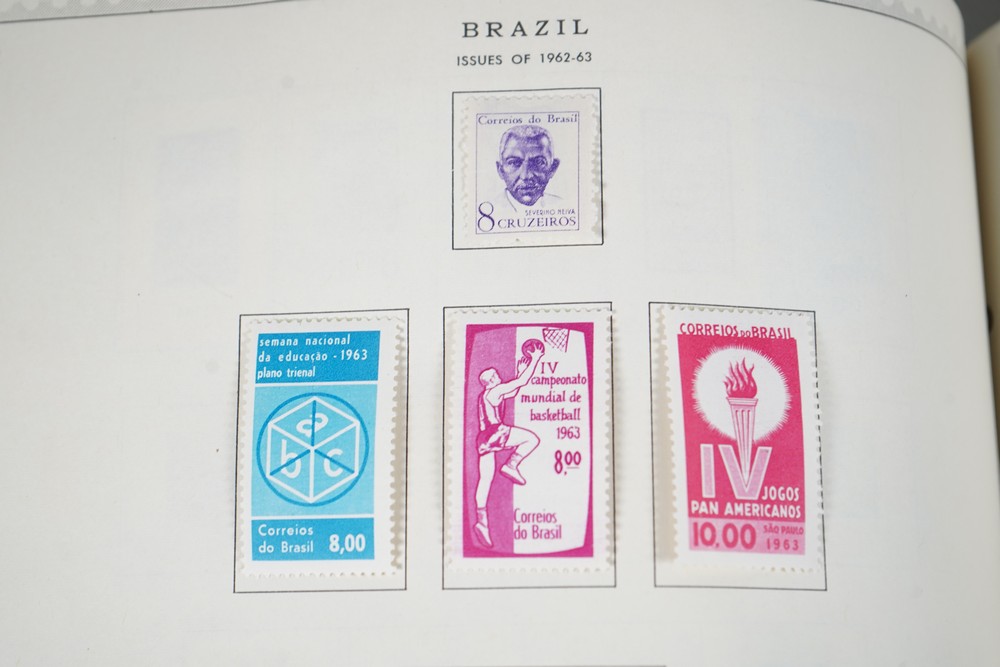 BRAZIL
ISSUES OF 1962-63
Correios do Brasil
SEVERINO NEIVA
8 CRUZEIROS
semana nacional
da educação - 1963
plano trienal
a
b c
Correios
do Brasil 8,00
IV
campeonato
mundial de
basketball
1963
8,00
Correios
do Brasil
CORREIOS DO BRASIL
IV JOGOS
PAN AMERICANOS
10,00 SÃO PAULO
1963